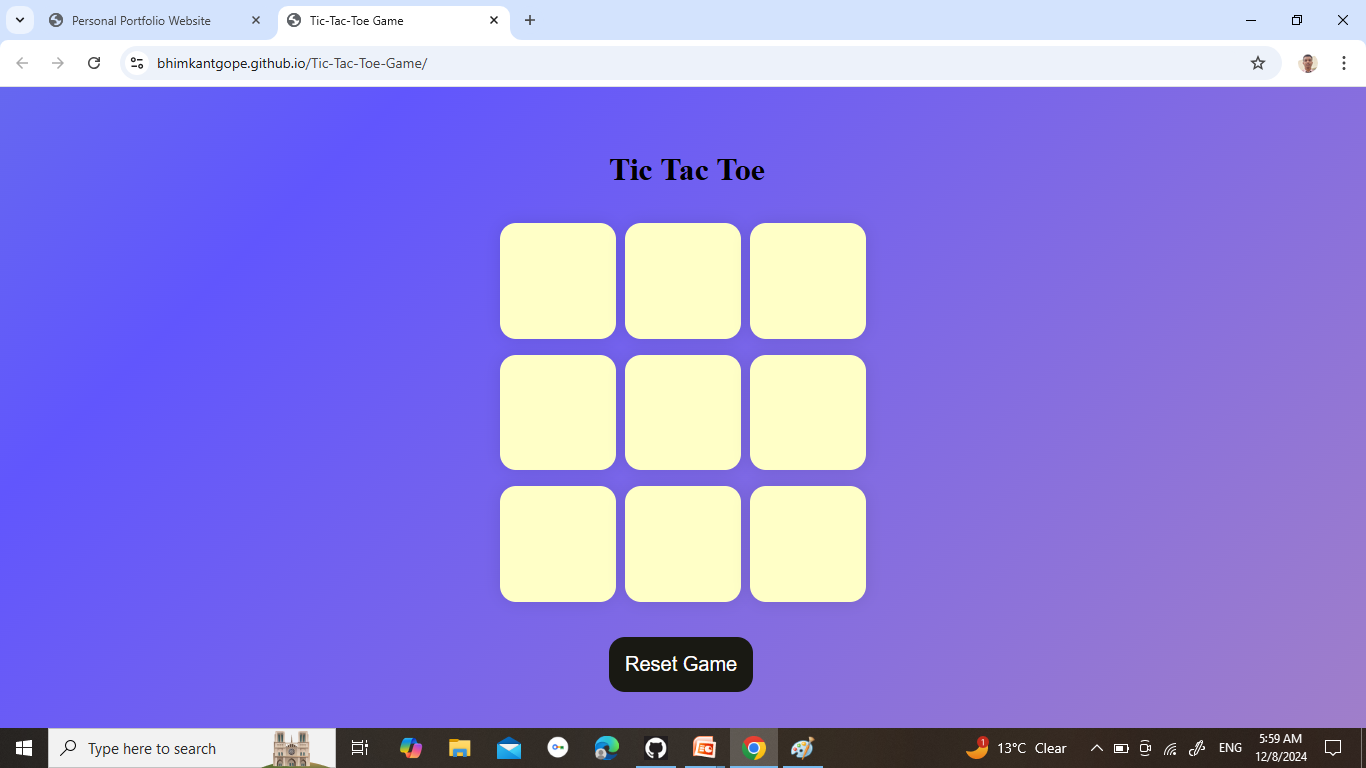 Personal Portfolio Website
Tic-Tac-Toe Game
bhimkantgope.github.io/Tic-Tac-Toe-Game/
Tic Tac Toe
Reset Game
Type here to search
1
13°C Clear
ENG
5:59 AM
12/8/2024